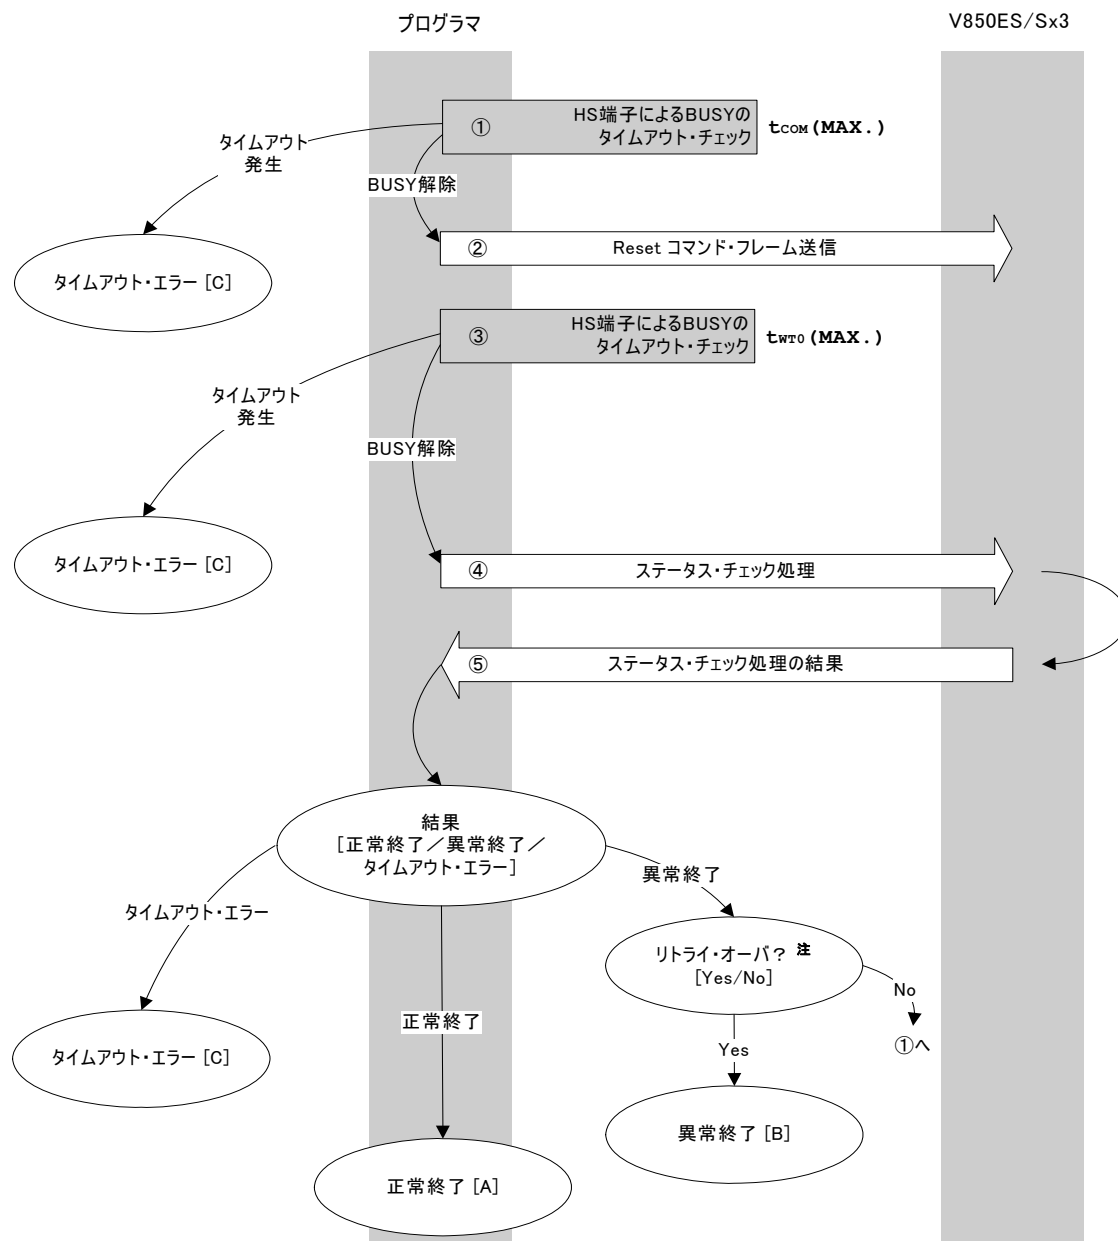 プログラマ
V850ES/Sx3
① HS端子によるBUSYの
タイムアウト・チェック
tCOM(MAX.)
タイムアウト
発生
BUSY解除
② Reset コマンド・フレーム送信
タイムアウト・エラー [C]
③ HS端子によるBUSYの
タイムアウト・チェック
tWT0(MAX.)
タイムアウト
発生
BUSY解除
タイムアウト・エラー [C]
④ ステータス・チェック処理
⑤ ステータス・チェック処理の結果
結果
[正常終了／異常終了／
タイムアウト・エラー]
異常終了
タイムアウト・エラー
リトライ・オーバ？ 注
[Yes/No]
No
①へ
正常終了
Yes
タイムアウト・エラー [C]
異常終了 [B]
正常終了 [A]